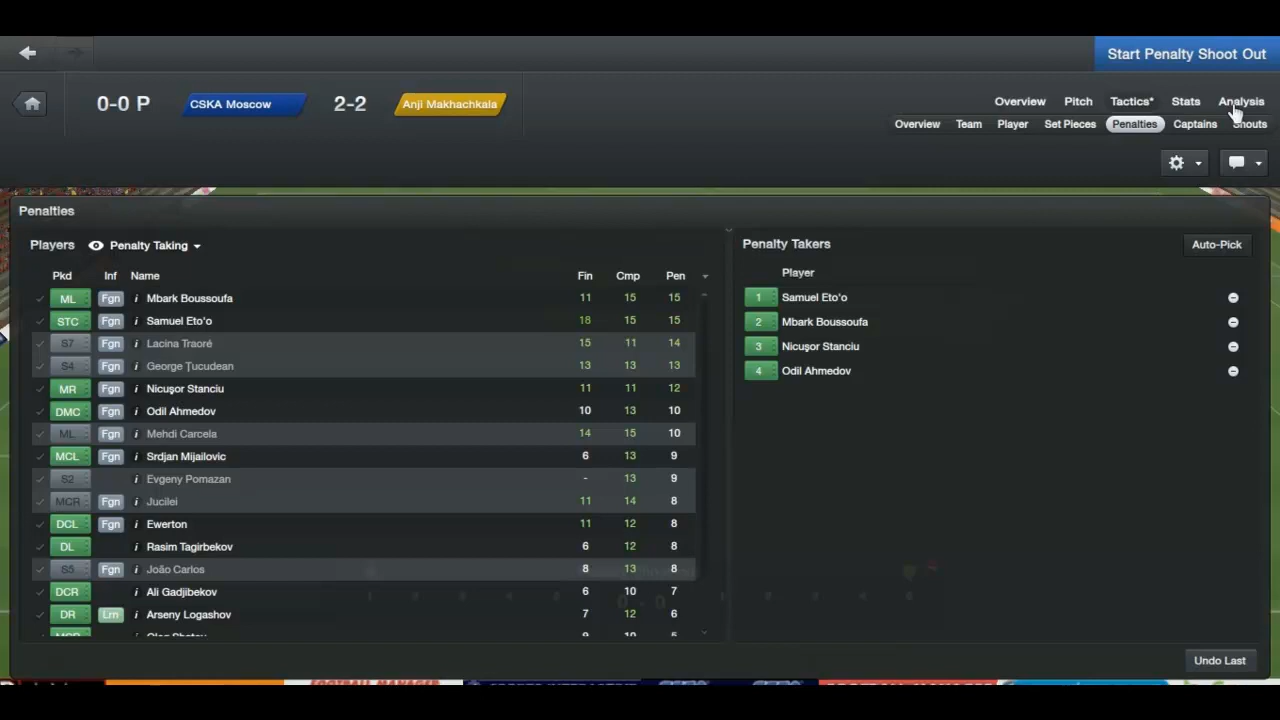 Start Penalty Shoot Out
0-0 P CSKA Moscow 2-2 Anji Makhachkala
Overview Pitch Tactics* Stats Analysis
Overview Team Player Set Pieces Penalties Captains Shouts
Penalties
Players Penalty Taking
Pkd Inf Name Fin Cmp Pen
ML Fgn i Mbark Boussoufa 11 15 15
STC Fgn i Samuel Eto'o 18 15 15
S7 Fgn i Lacina Traoré 15 11 14
S4 Fgn i George Ţucudean 13 13 13
MR Fgn i Nicuşor Stanciu 11 11 12
DMC Fgn i Odil Ahmedov 10 13 10
ML Fgn i Mehdi Carcela 14 15 10
MCL Fgn i Srdjan Mijailovic 6 13 9
S2 i Evgeny Pomazan - 13 9
MCR Fgn i Jucilei 11 14 8
DCL Fgn i Ewerton 11 12 8
DL i Rasim Tagirbekov 6 12 8
S5 Fgn i João Carlos 8 13 8
DCR i Ali Gadjibekov 6 10 7
DR Lrn i Arseny Logashov 7 12 6
Penalty Takers Auto-Pick
Player
1 Samuel Eto'o
2 Mbark Boussoufa
3 Nicuşor Stanciu
4 Odil Ahmedov
Undo Last